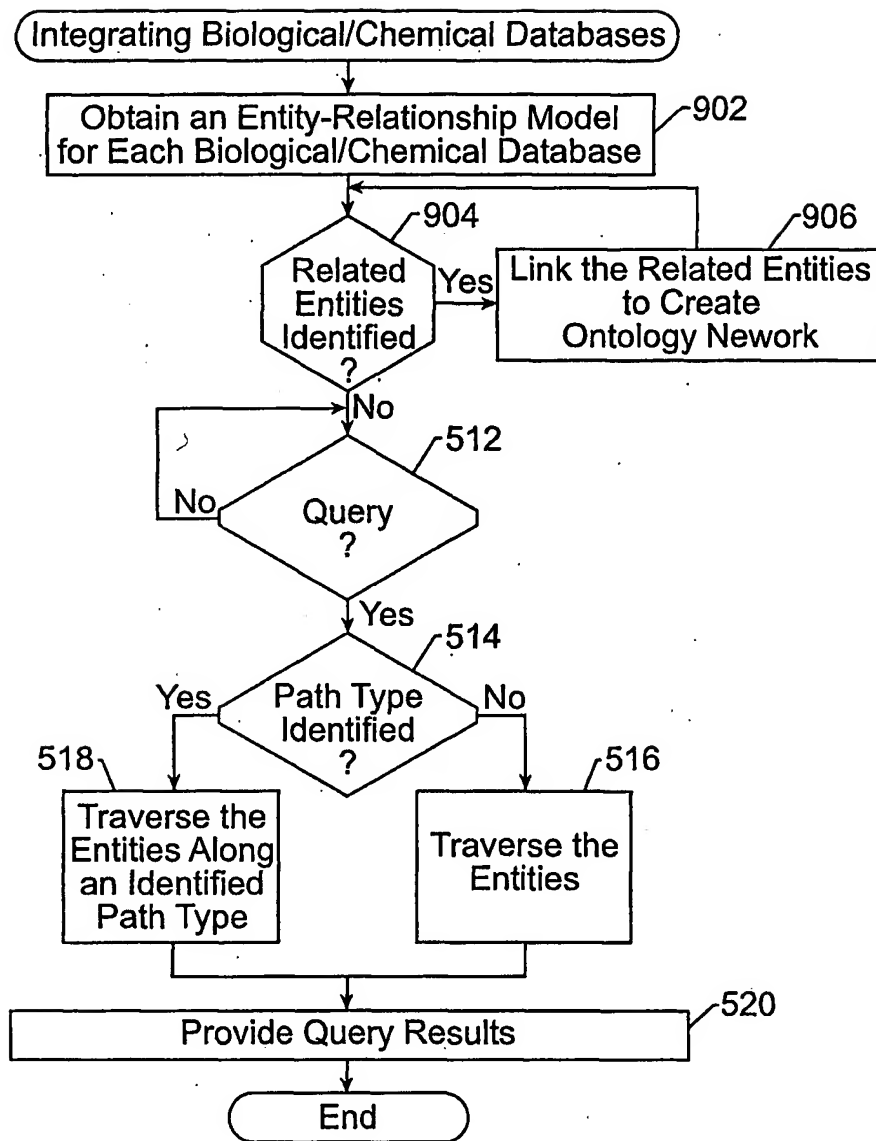 Integrating Biological/Chemical Databases
Obtain an Entity-Relationship Model
for Each Biological/Chemical Database
902
904
Related
Entities
Identified
?
Yes
906
Link the Related Entities
to Create
Ontology Nework
No
512
No
Query
?
Yes
514
Yes
Path Type
Identified
?
No
518
Traverse the
Entities Along
an Identified
Path Type
516
Traverse the
Entities
520
Provide Query Results
End